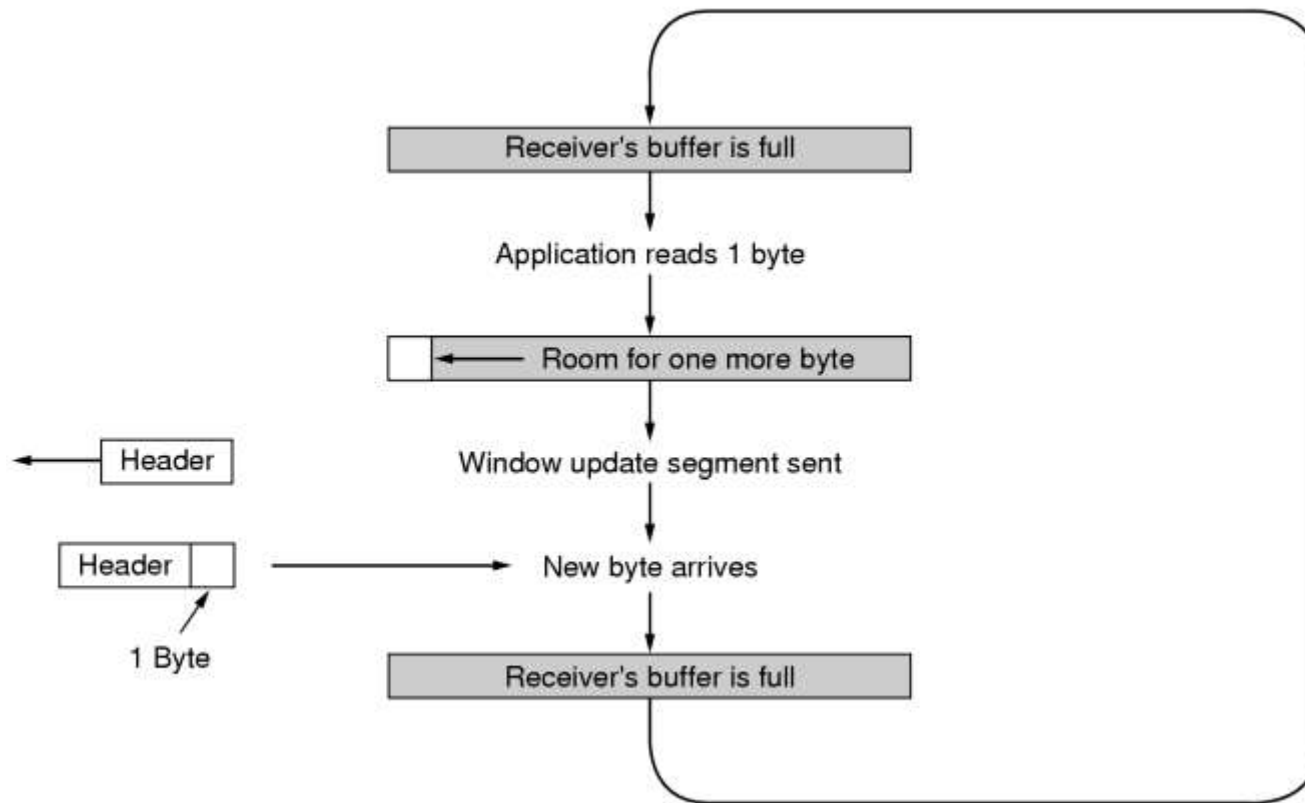 Receiver's buffer is full
Application reads 1 byte
Room for one more byte
Header
Window update segment sent
Header
New byte arrives
1 Byte
Receiver's buffer is full